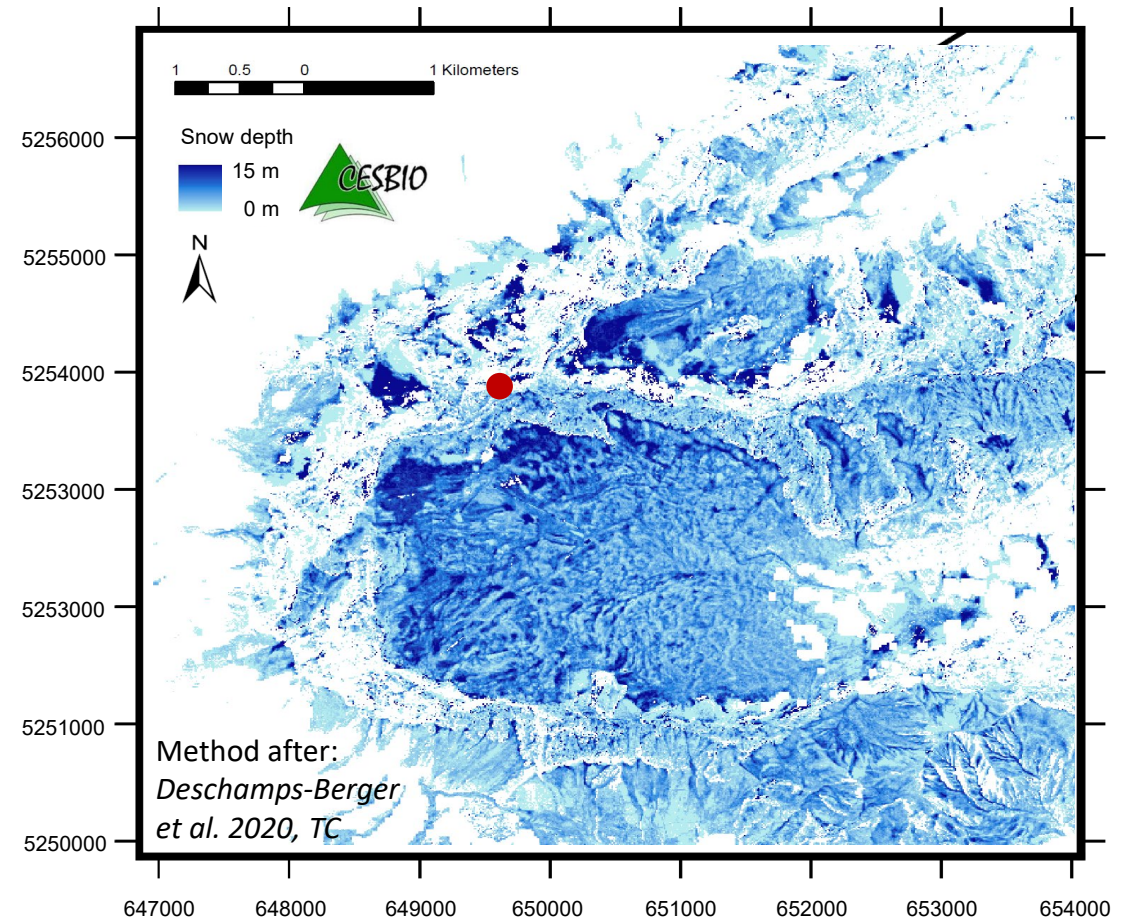 1 0.5 0 1 Kilometers
Snow depth
15 m
0 m
CESBIO
N
5256000
5255000
5254000
5253000
5253000
5251000
5250000
Method after:
Deschamps-Berger
et al. 2020, TC
647000 648000 649000 650000 651000 652000 653000 654000